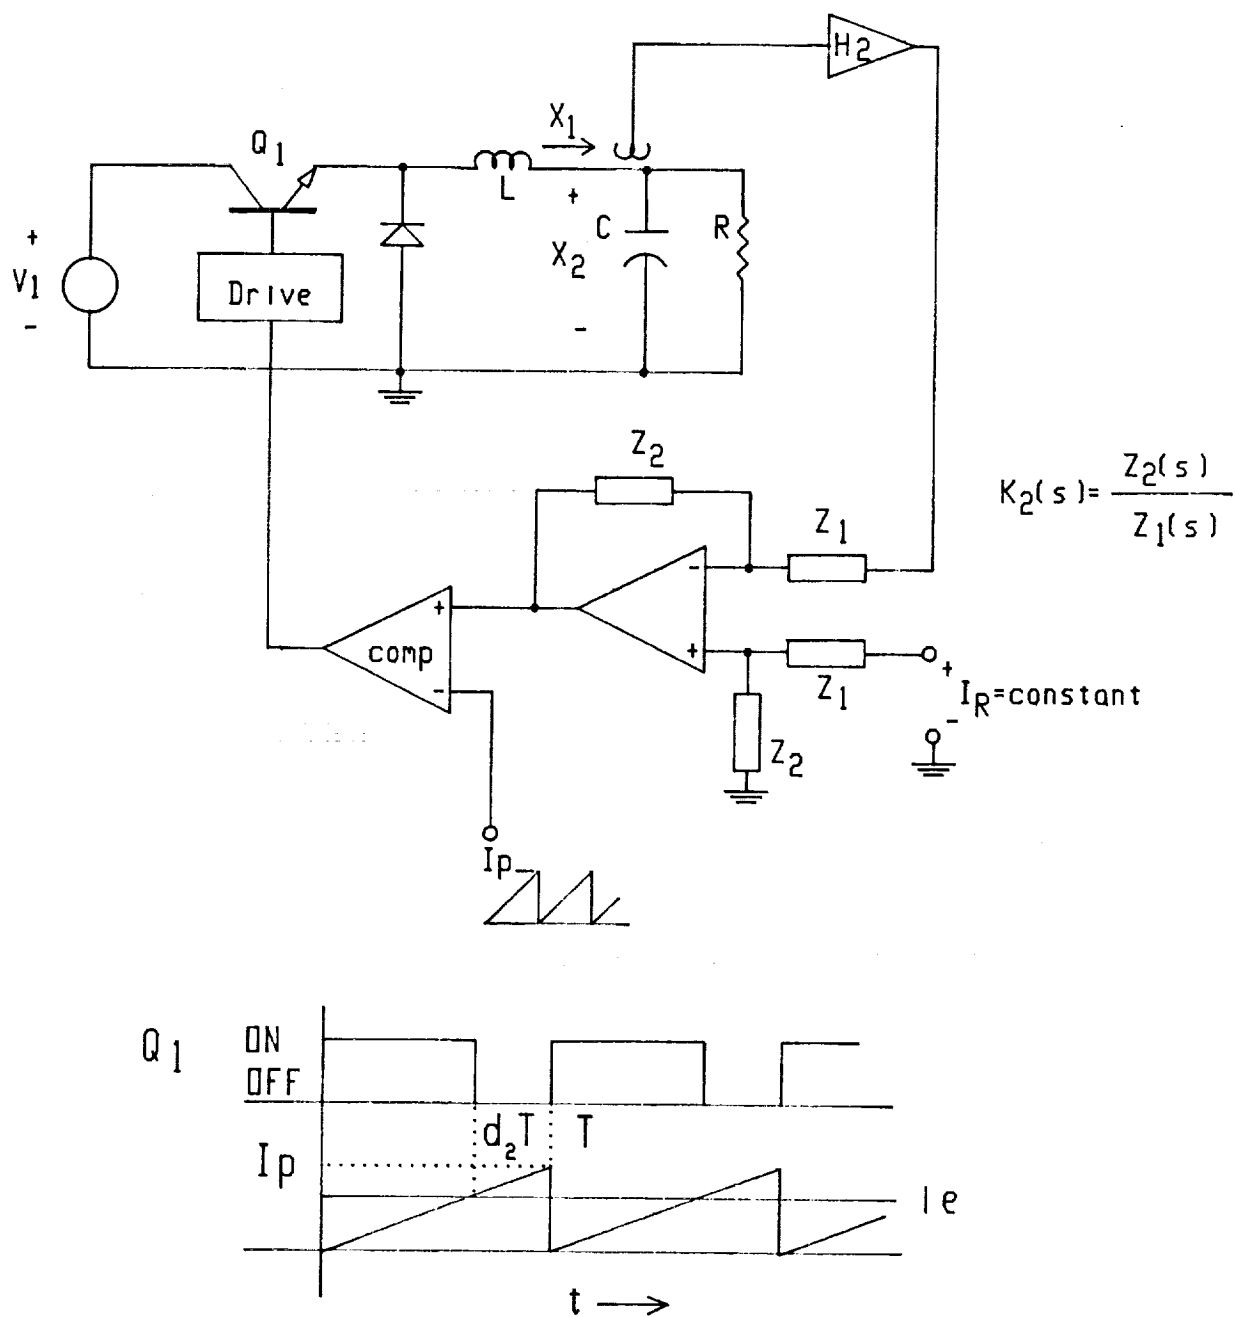 H2
X1
Q1
L
+
+
C
R
V1
X2
Drive
-
-
Z2
K2(s)= Z2(s)
Z1(s)
Z1
-
+
comp
+
Z1
+
IR=constant
-
-
Z2
Ip
Q1
ON
OFF
d2T
T
Ip
Ie
t